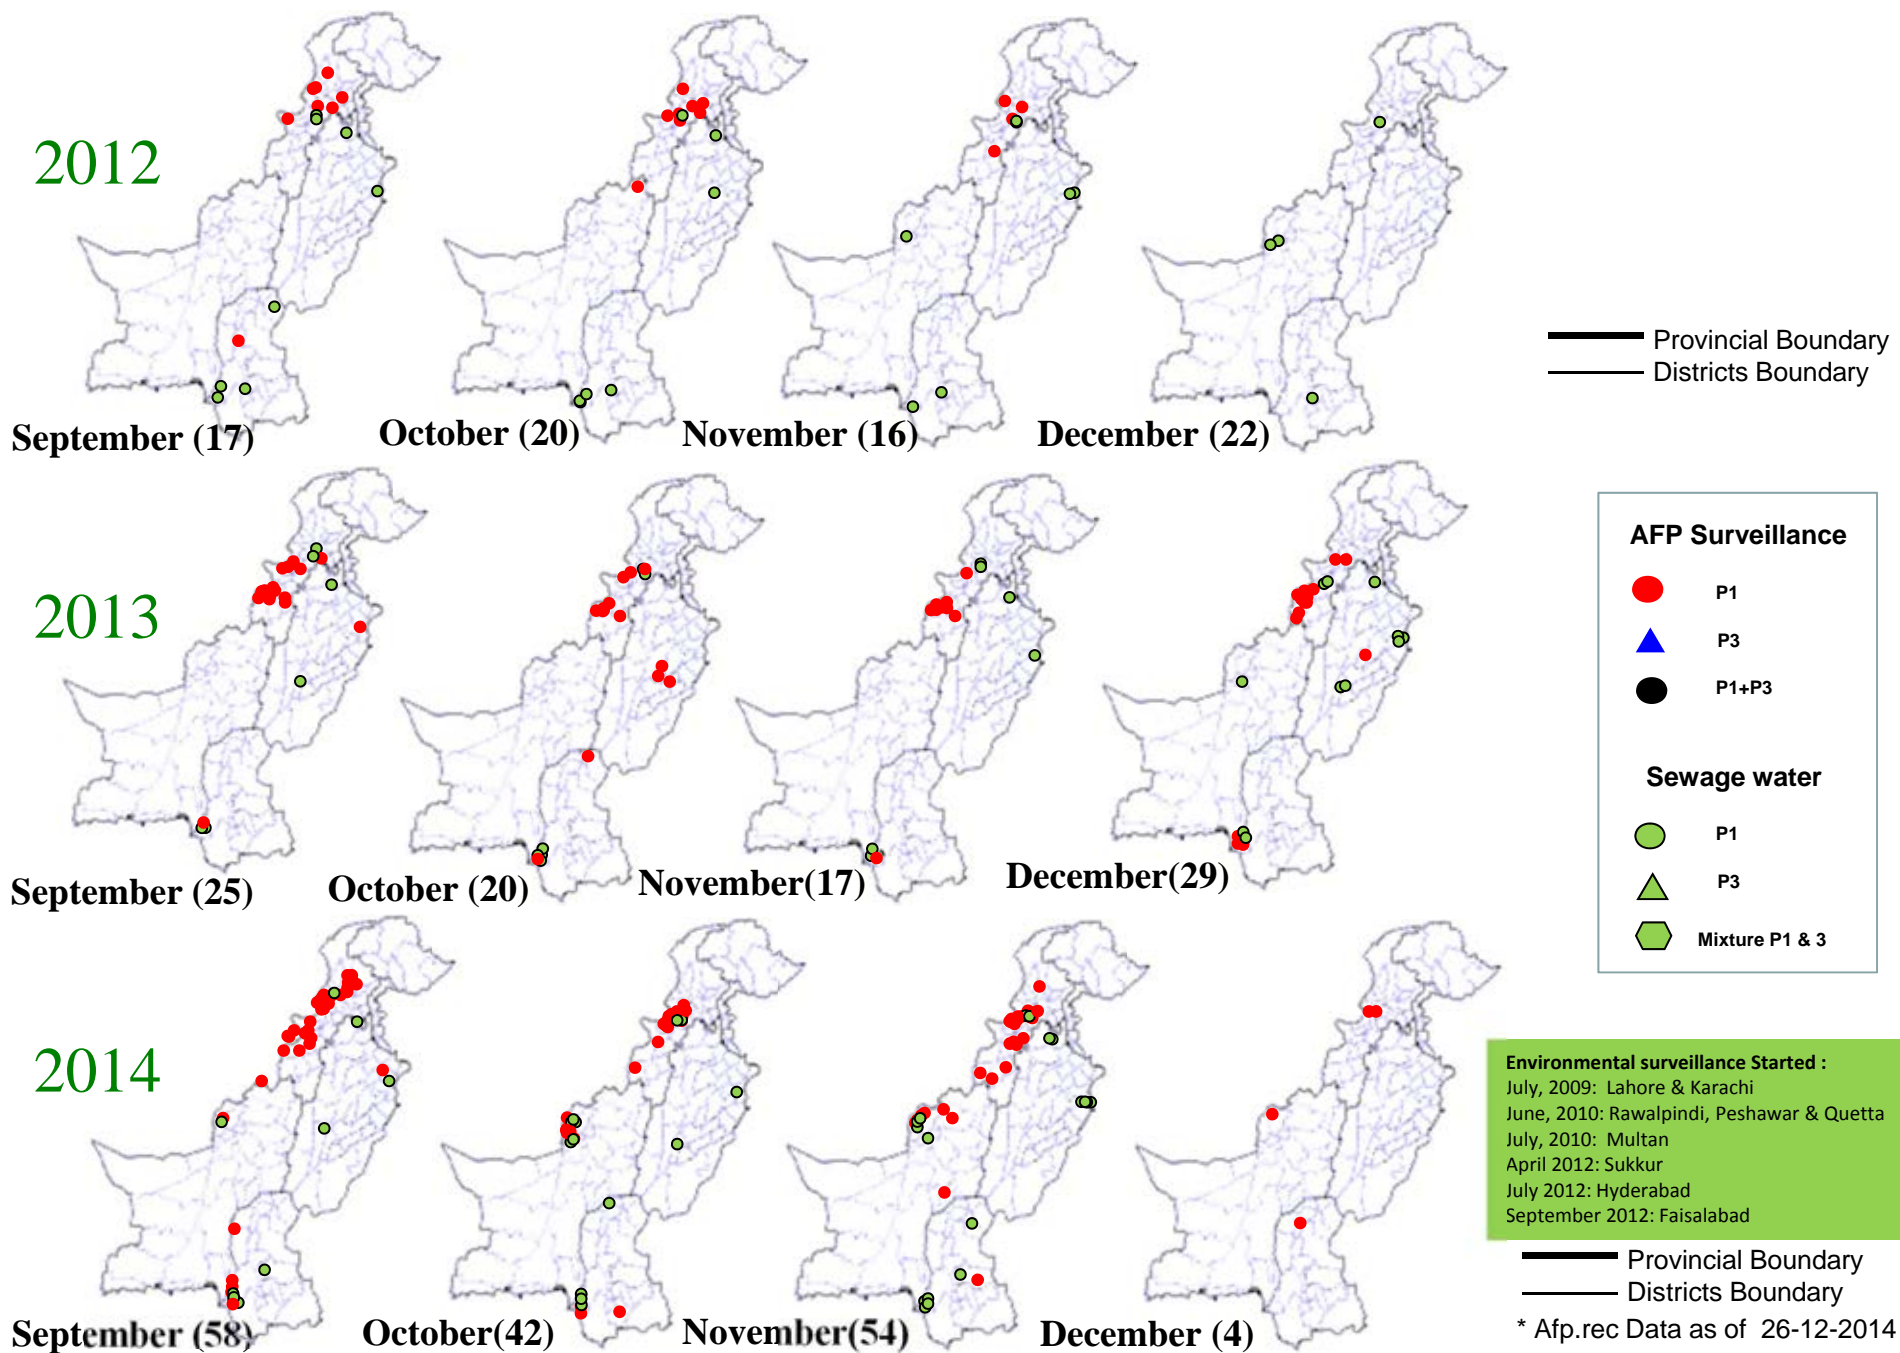 2012
September (17)
October (20)
November (16)
December (22)
Provincial Boundary
Districts Boundary
2013
September (25)
October (20)
November(17)
December(29)
AFP Surveillance
P1
P3
P1+P3
Sewage water
P1
P3
Mixture P1 & 3
2014
September (58)
October(42)
November(54)
December (4)
Environmental surveillance Started :
July, 2009: Lahore & Karachi
June, 2010: Rawalpindi, Peshawar & Quetta
July, 2010: Multan
April 2012: Sukkur
July 2012: Hyderabad
September 2012: Faisalabad
Provincial Boundary
Districts Boundary
* Afp.rec Data as of 26-12-2014